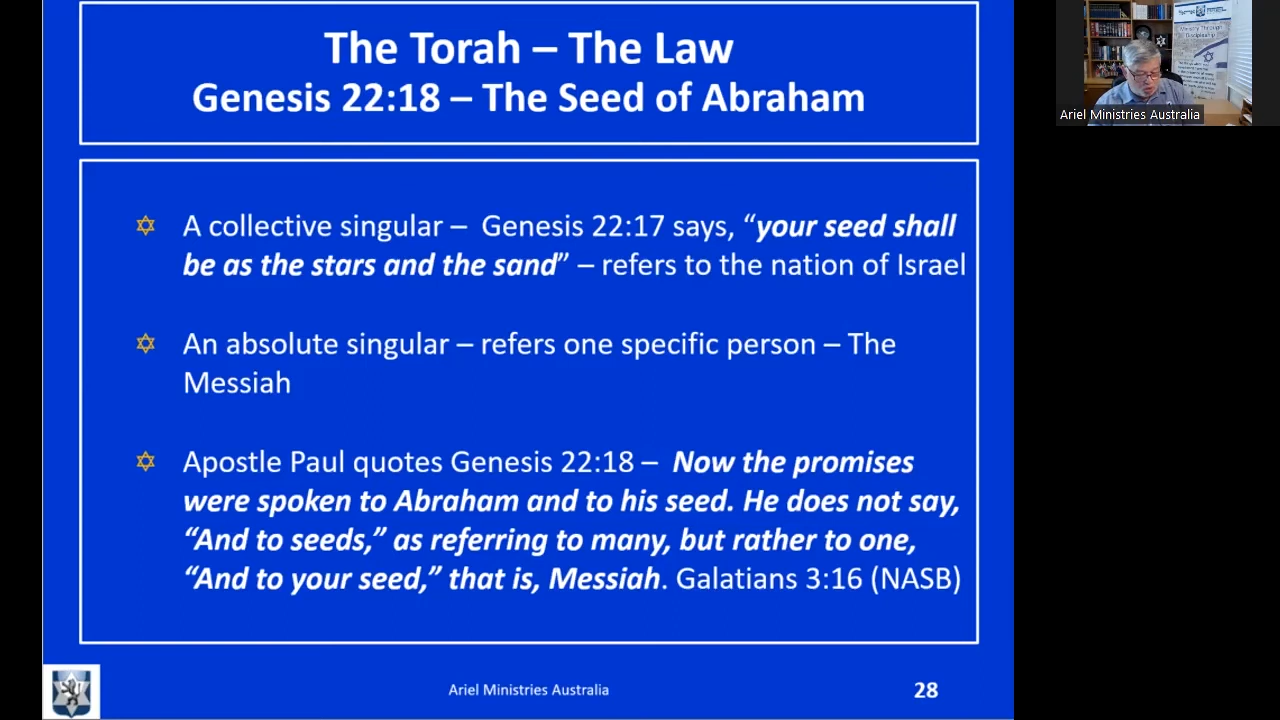 The Torah – The Law
Genesis 22:18 – The Seed of Abraham
A collective singular – Genesis 22:17 says, “your seed shall
be as the stars and the sand” – refers to the nation of Israel
An absolute singular – refers one specific person – The
Messiah
Apostle Paul quotes Genesis 22:18 – Now the promises
were spoken to Abraham and to his seed. He does not say,
“And to seeds,” as referring to many, but rather to one,
“And to your seed,” that is, Messiah. Galatians 3:16 (NASB)
Ariel Ministries Australia
28
Ministry Through
Discipleship
Ariel Ministries Australia